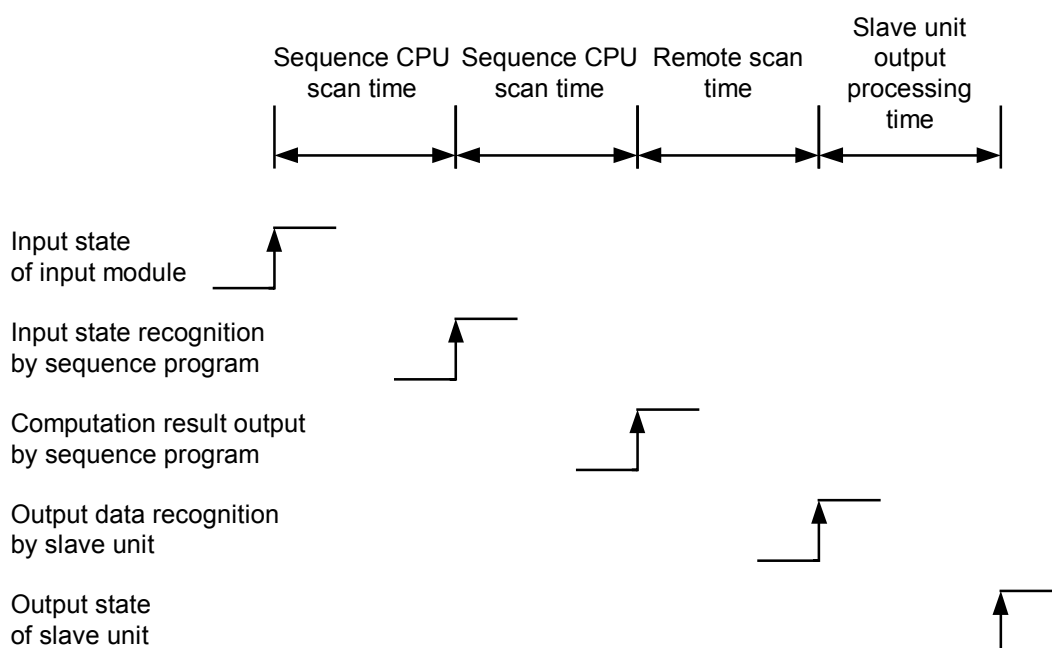 Sequence CPU
scan time
Sequence CPU
scan time
Remote scan
time
Slave unit
output
processing
time
Input state
of input module
Input state recognition
by sequence program
Computation result output
by sequence program
Output data recognition
by slave unit
Output state
of slave unit